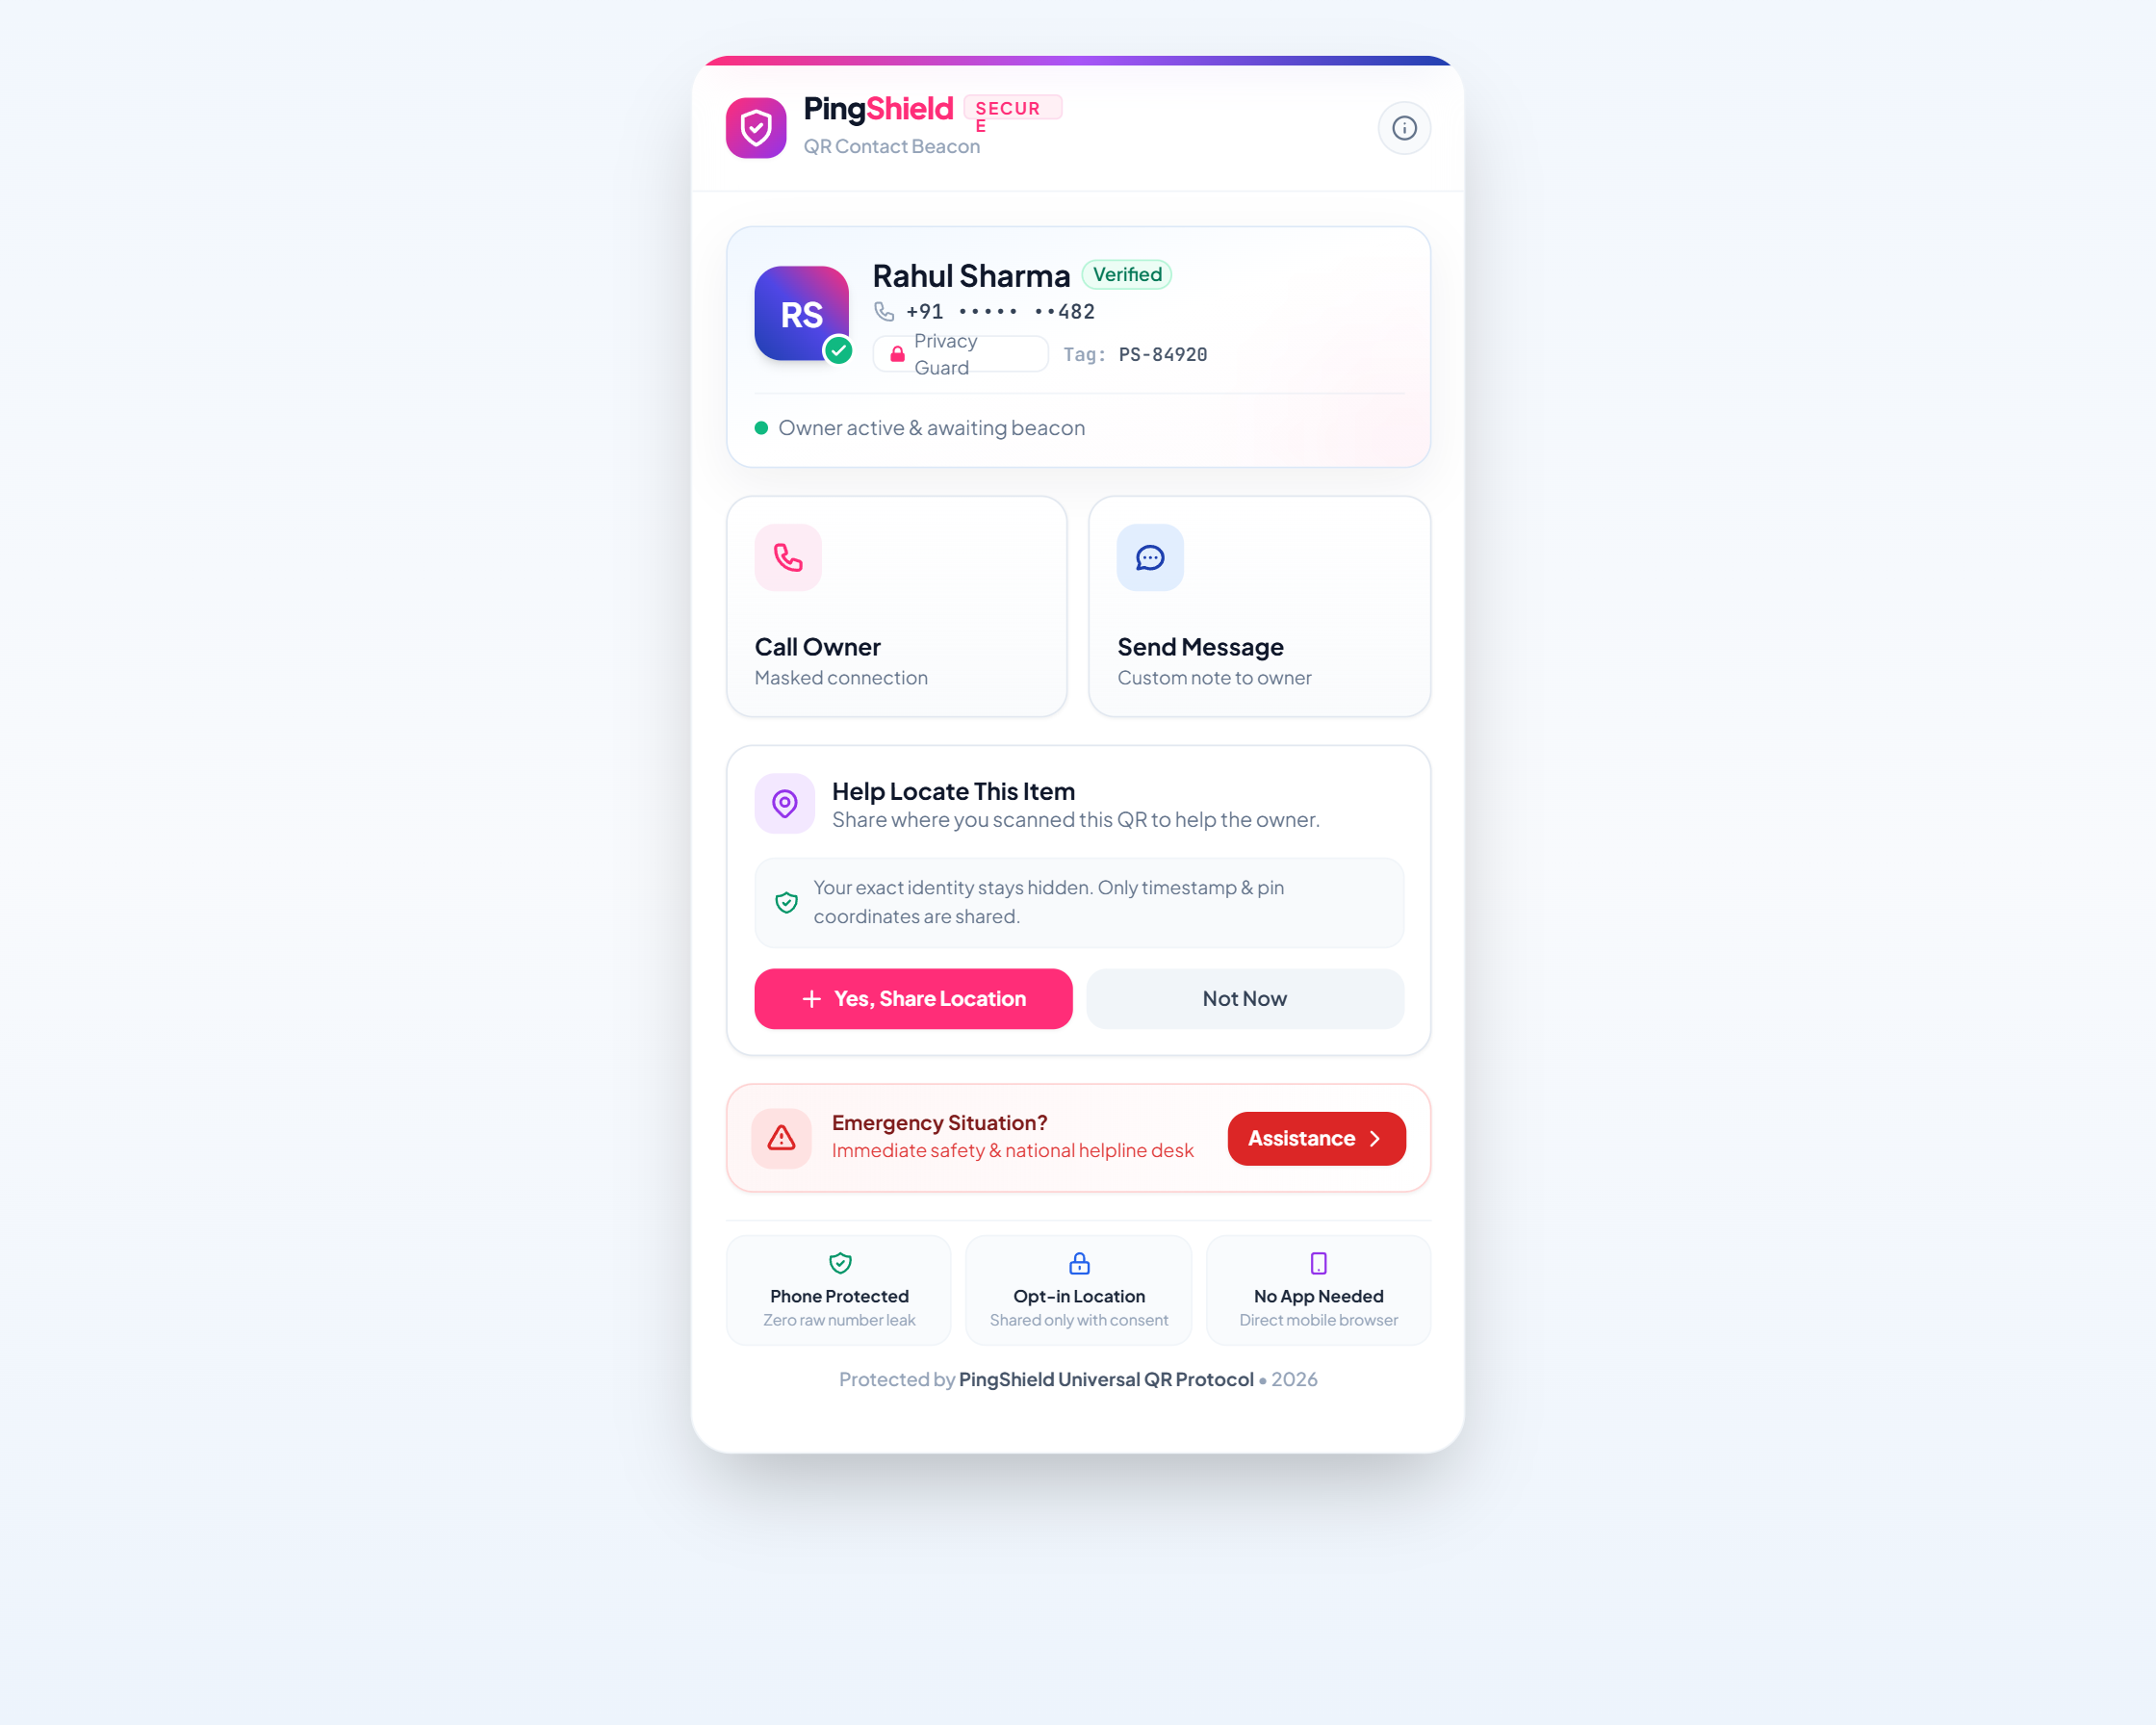 PingShield SECUR
E
QR Contact Beacon
RS
Rahul Sharma Verified
+91 ••••• ••482
Privacy
Guard
Tag: PS-84920
Owner active & awaiting beacon
Call Owner
Masked connection
Send Message
Custom note to owner
Help Locate This Item
Share where you scanned this QR to help the owner.
Your exact identity stays hidden. Only timestamp & pin
coordinates are shared.
Yes, Share Location
Not Now
Emergency Situation?
Immediate safety & national helpline desk
Assistance
Phone Protected
Zero raw number leak
Opt-in Location
Shared only with consent
No App Needed
Direct mobile browser
Protected by PingShield Universal QR Protocol • 2026